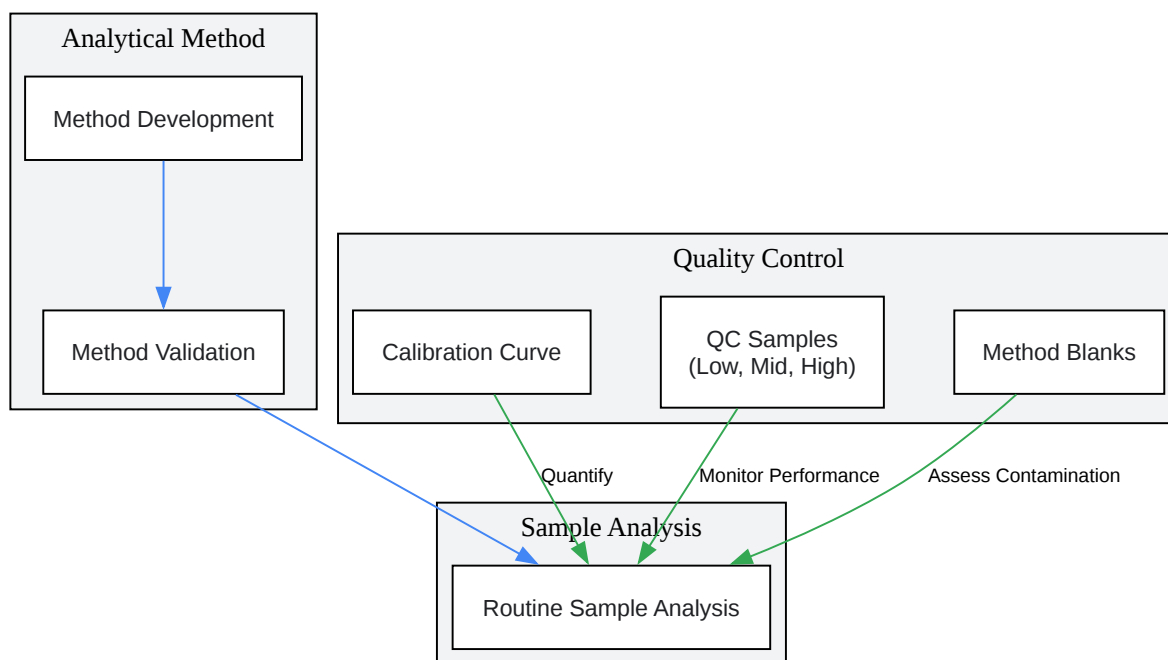 Analytical Method
Method Development
Method Validation
Quality Control
Calibration Curve
QC Samples
(Low, Mid, High)
Method Blanks
Quantify
Monitor Performance
Assess Contamination
Sample Analysis
Routine Sample Analysis